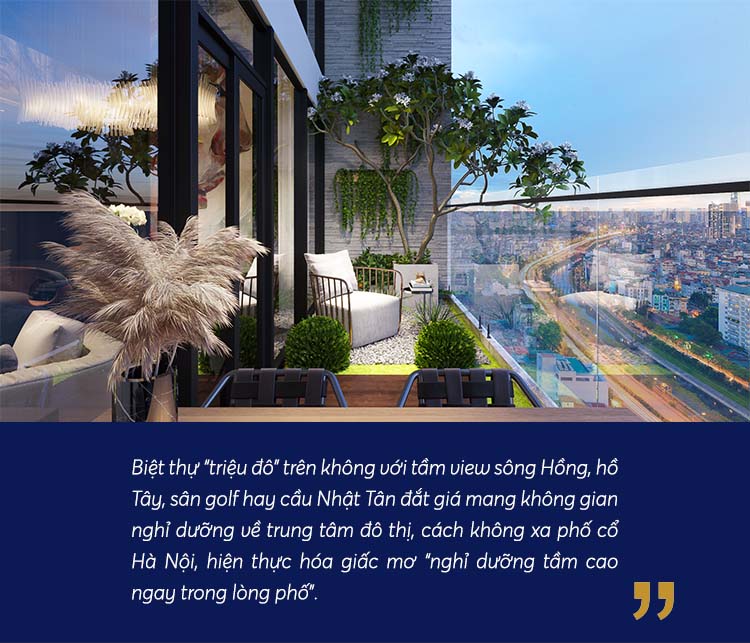 Biệt thự “triệu đô” trên không với tầm view sông Hồng, hồ
Tây, sân golf hay cầu Nhật Tân đắt giá mang không gian
nghỉ dưỡng về trung tâm đô thị, cách không xa phố cổ
Hà Nội, hiện thực hóa giấc mơ “nghỉ dưỡng tầm cao
ngay trong lòng phố”.
”